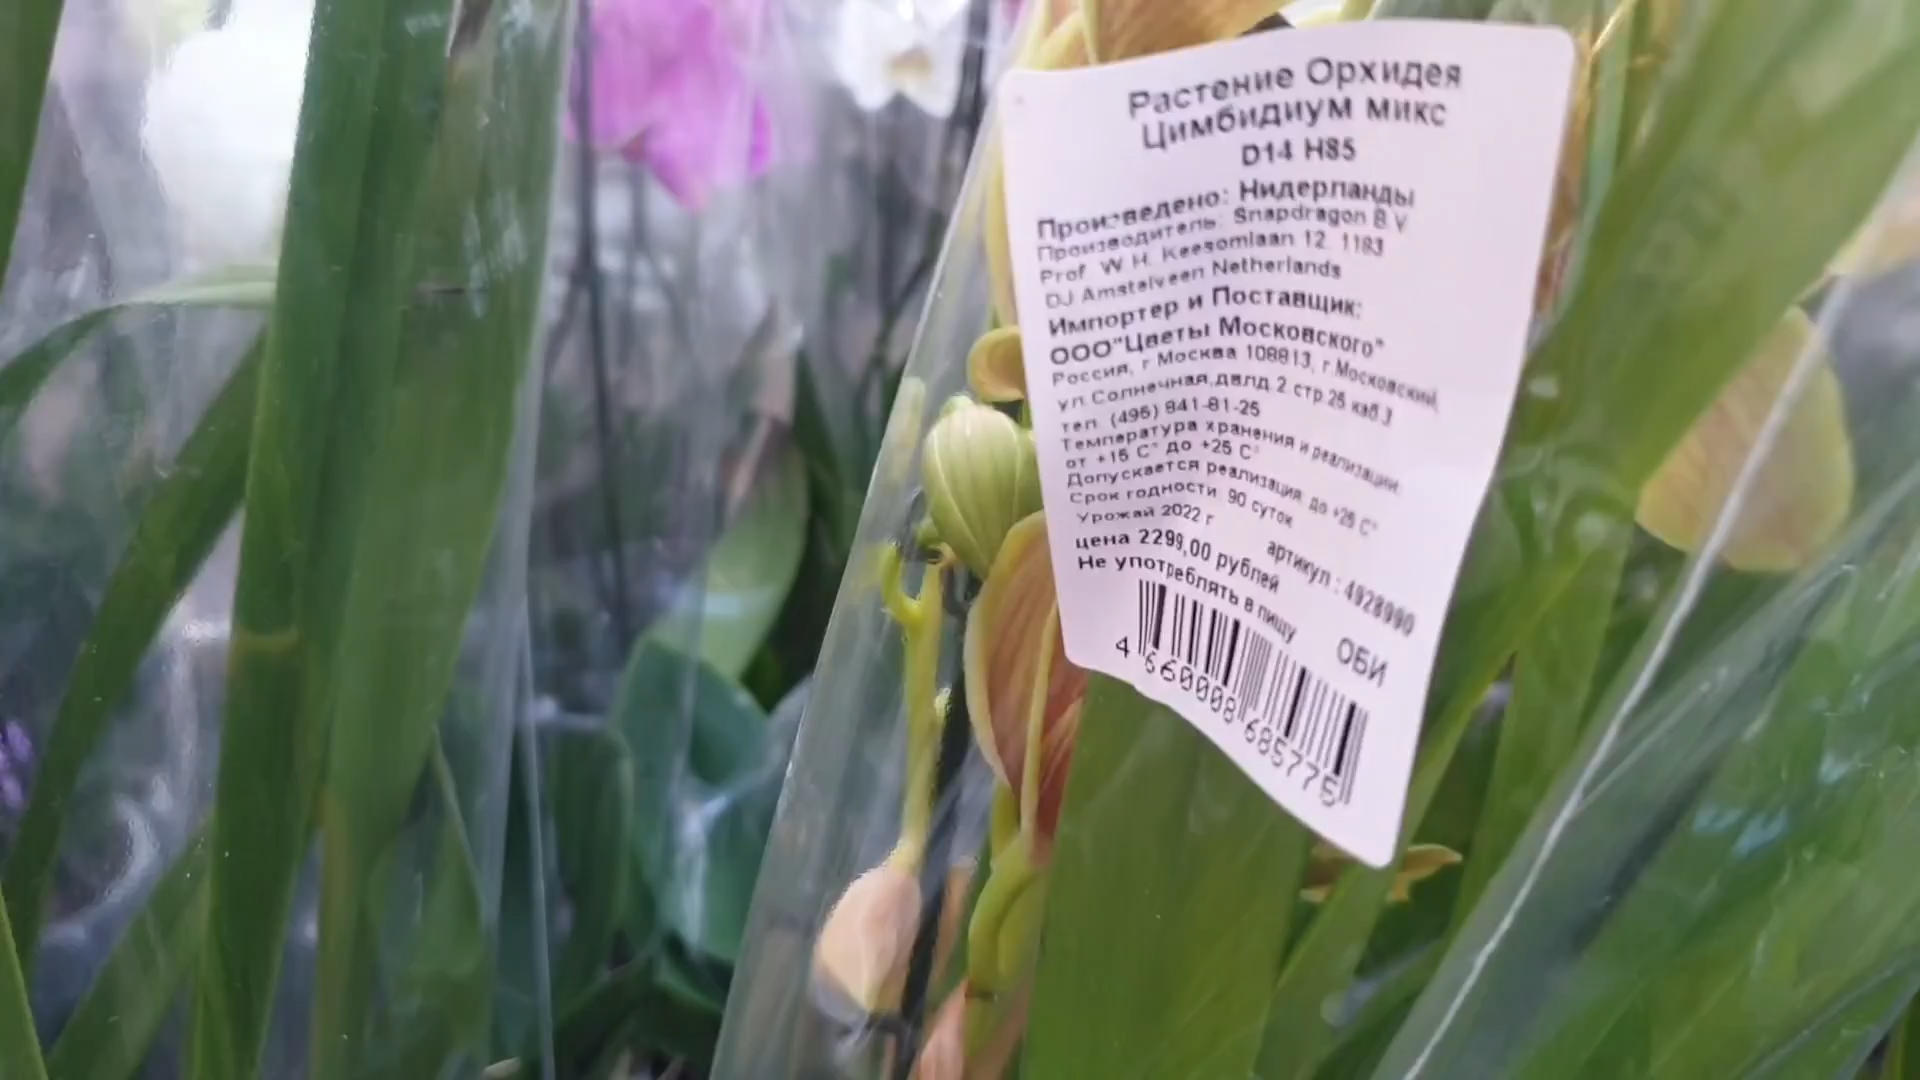 Растение Орхидея
Цимбидиум микс
D14 H85
Произведено: Нидерланды
Производитель: Snapdragon B V
Prof. W.H. Keesomlaan 12. 1183
DJ Amstelveen Netherlands
Импортер и Поставщик:
ООО"Цветы Московского"
Россия, г Москва 108813, г.Московский,
ул.Солнечная,двлд.2 стр.25 каб.3
тел. (495) 841-81-25
Температура хранения и реализации:
от +15 C° до +25 C°
Допускается реализация до +25 C°
Срок годности: 90 суток
Урожай 2022 г
артикул : 4928990
цена 2299,00 рублей
Не употреблять в пищу
ОБИ
4 660008 685775